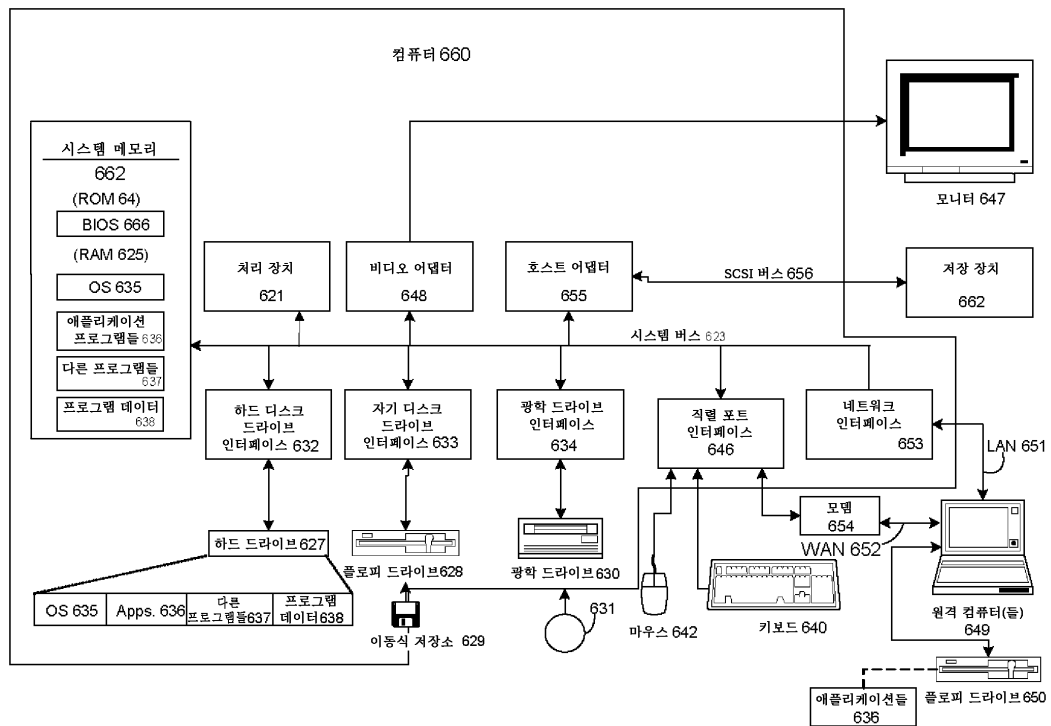 컴퓨터 660
시스템 메모리
662
(ROM 64)
BIOS 666
(RAM 625)
OS 635
애플리케이션
프로그램들 636
다른 프로그램들
637
프로그램 데이터
638
처리 장치
621
비디오 어댑터
648
호스트 어댑터
655
SCSI 버스 656
저장 장치
662
모니터 647
시스템 버스 623
하드 디스크
드라이브
인터페이스 632
자기 디스크
드라이브
인터페이스 633
광학 드라이브
인터페이스
634
직렬 포트
인터페이스
646
네트워크
인터페이스
653
LAN 651
모뎀
654
WAN 652
하드 드라이브627
플로피 드라이브628
광학 드라이브630
OS 635
Apps. 636
다른
프로그램들637
프로그램
데이터638
이동식 저장소 629
631
마우스 642
키보드 640
원격 컴퓨터(들)
649
애플리케이션들
636
플로피 드라이브650